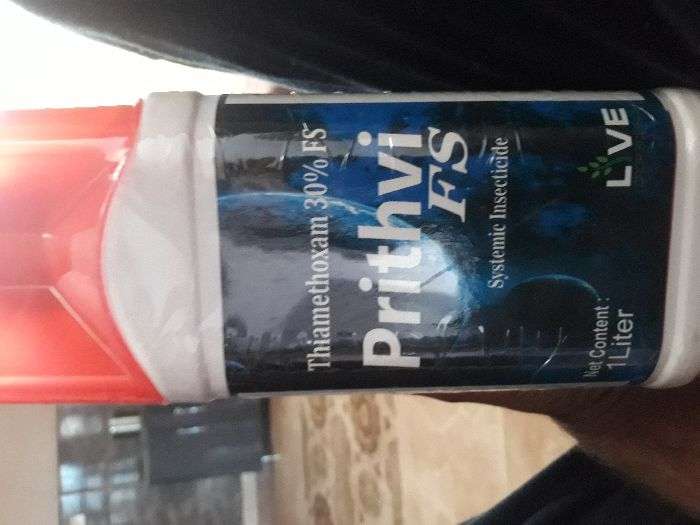 Thiamethoxam 30% FS
Prithvi
FS
Systemic Insecticide
Net Content :
1 Liter
LIVE